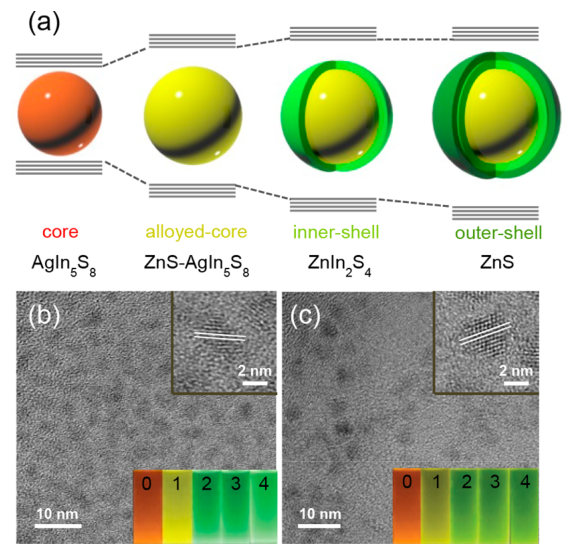 (a)
core alloyed-core inner-shell outer-shell
AgIn₅S₈ ZnS-AgIn₅S₈ ZnIn₂S₄ ZnS
(b) (c)
2 nm 2 nm
0 1 2 3 4 0 1 2 3 4
10 nm 10 nm